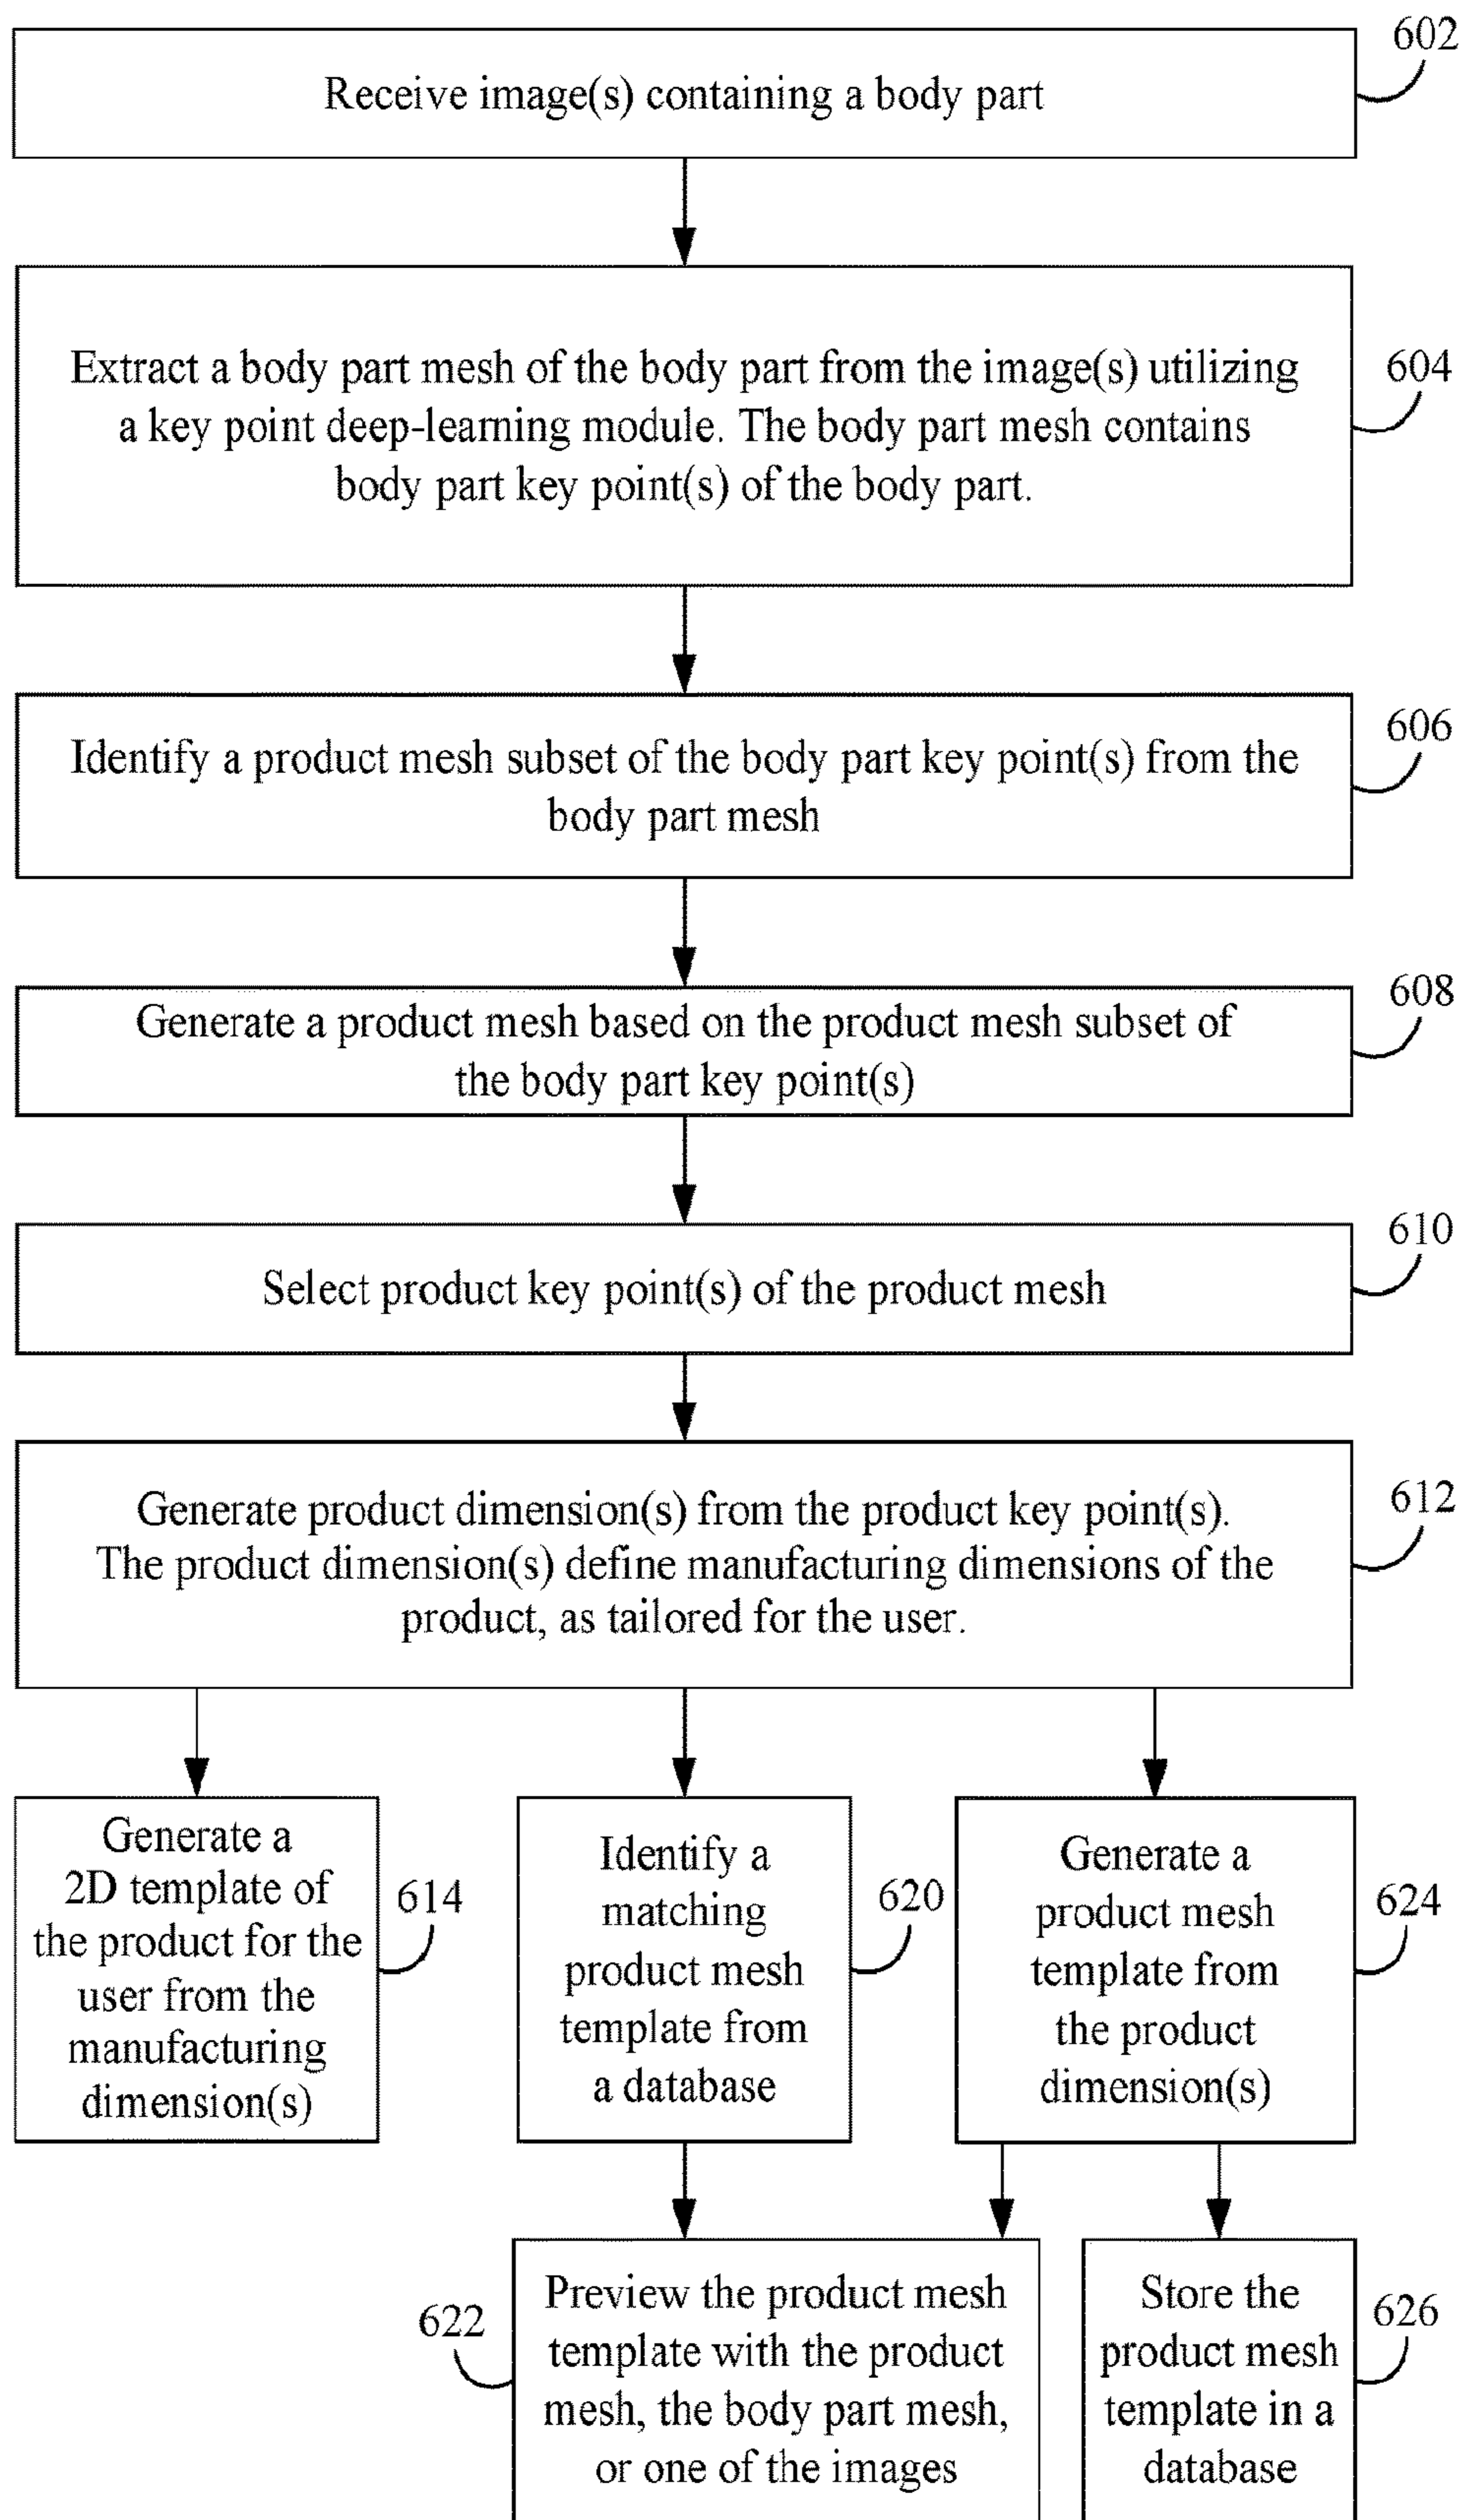 602
Receive image(s) containing a body part
Extract a body part mesh of the body part from the image(s) utilizing
a key point deep-learning module. The body part mesh contains
body part key point(s) of the body part.
604
Identify a product mesh subset of the body part key point(s) from the
body part mesh
606
Generate a product mesh based on the product mesh subset of
the body part key point(s)
608
Select product key point(s) of the product mesh
610
Generate product dimension(s) from the product key point(s).
The product dimension(s) define manufacturing dimensions of the
product, as tailored for the user.
612
Generate a
2D template of
the product for the
user from the
manufacturing
dimension(s)
614
Identify a
matching
product mesh
template from
a database
620
Generate a
product mesh
template from
the product
dimension(s)
624
622
Preview the product mesh
template with the product
mesh, the body part mesh,
or one of the images
Store the
product mesh
template in a
database
626